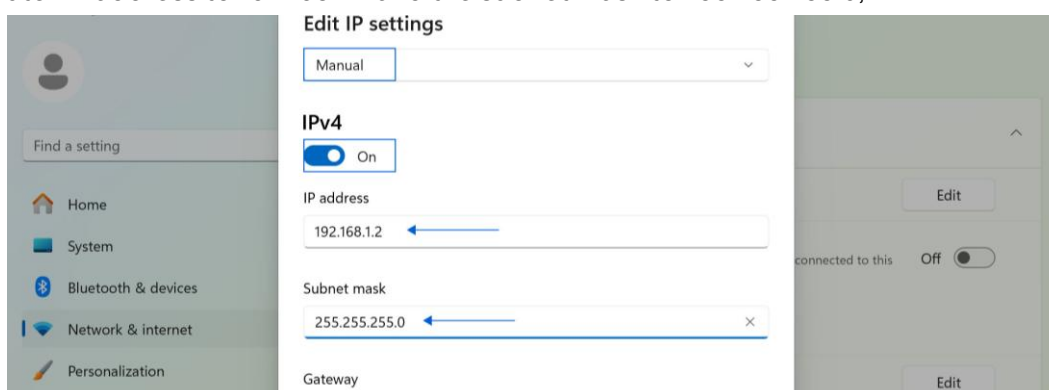 Edit IP settings
Manual
IPv4
On
Find a setting
IP address
Home
Edit
192.168.1.2
System
connected to this Off
Bluetooth & devices
Subnet mask
255.255.255.0
Network & internet
Personalization
Gateway
Edit